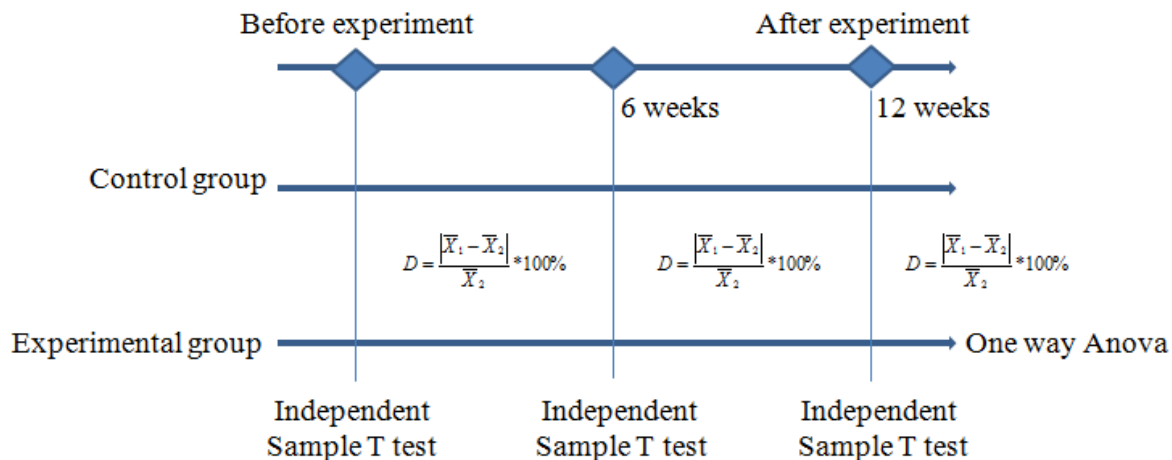 Before experiment
After experiment
6 weeks
12 weeks
Control group
D = |X̅₁ − X̅₂| / X̅₂ *100%
D = |X̅₁ − X̅₂| / X̅₂ *100%
D = |X̅₁ − X̅₂| / X̅₂ *100%
Experimental group
One way Anova
Independent
Sample T test
Independent
Sample T test
Independent
Sample T test